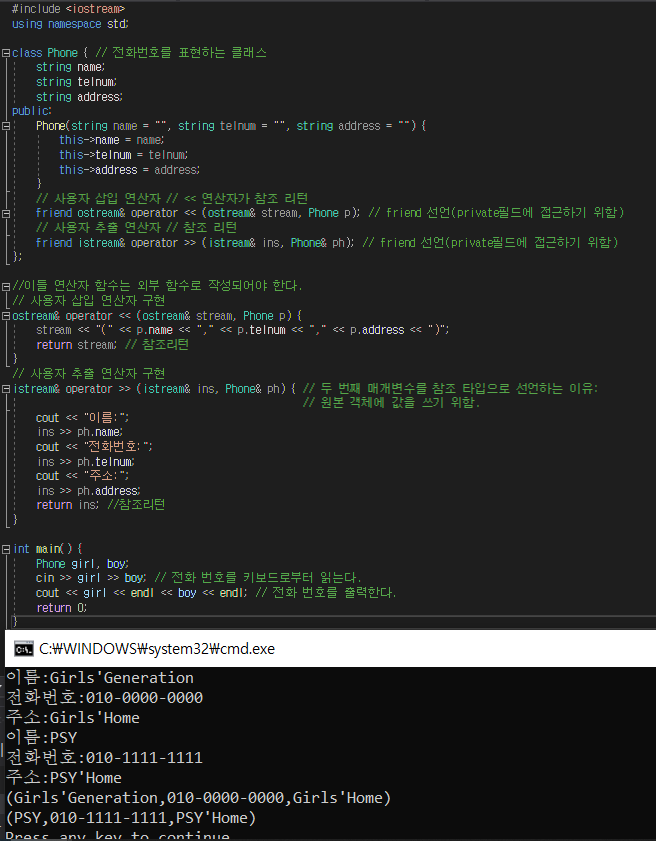 #include <iostream>
using namespace std;
class Phone { // 전화번호를 표현하는 클래스
string name;
string telnum;
string address;
public:
Phone(string name = "", string telnum = "", string address = "") {
this->name = name;
this->telnum = telnum;
this->address = address;
}
// 사용자 삽입 연산자 // << 연산자가 참조 리턴
friend ostream& operator << (ostream& stream, Phone p); // friend 선언(private필드에 접근하기 위함)
// 사용자 추출 연산자 // 참조 리턴
friend istream& operator >> (istream& ins, Phone& ph); // friend 선언(private필드에 접근하기 위함)
};
//이들 연산자 함수는 외부 함수로 작성되어야 한다.
// 사용자 삽입 연산자 구현
ostream& operator << (ostream& stream, Phone p) {
stream << "(" << p.name << "," << p.telnum << "," << p.address << ")";
return stream; // 참조리턴
}
// 사용자 추출 연산자 구현
istream& operator >> (istream& ins, Phone& ph) { // 두 번째 매개변수를 참조 타입으로 선언하는 이유:
// 원본 객체에 값을 쓰기 위함.
cout << "이름:";
ins >> ph.name;
cout << "전화번호:";
ins >> ph.telnum;
cout << "주소:";
ins >> ph.address;
return ins; //참조리턴
}
int main() {
Phone girl, boy;
cin >> girl >> boy; // 전화 번호를 키보드로부터 읽는다.
cout << girl << endl << boy << endl; // 전화 번호를 출력한다.
return 0;
}
C:\WINDOWS\system32\cmd.exe
이름:Girls'Generation
전화번호:010-0000-0000
주소:Girls'Home
이름:PSY
전화번호:010-1111-1111
주소:PSY'Home
(Girls'Generation,010-0000-0000,Girls'Home)
(PSY,010-1111-1111,PSY'Home)
Press any key to continue